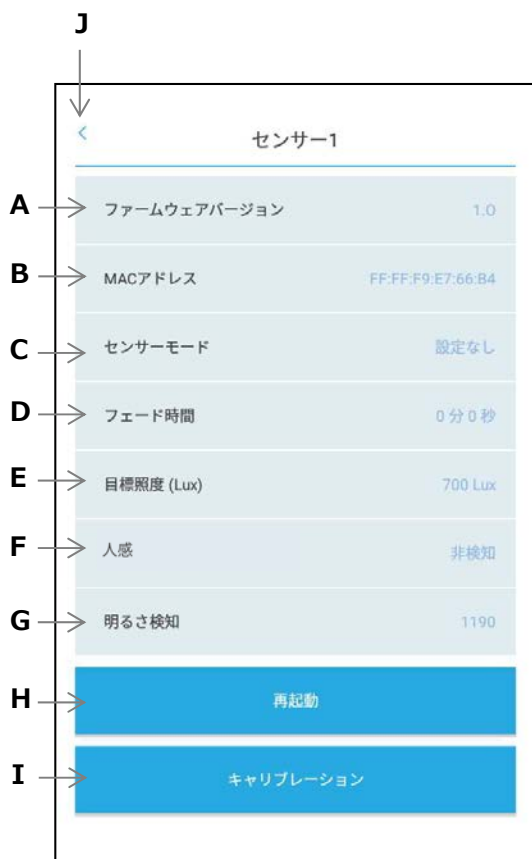 J
< センサー1
A ファームウェアバージョン 1.0
B MACアドレス FF:FF:F9:E7:66:B4
C センサーモード 設定なし
D フェード時間 0 分 0 秒
E 目標照度 (Lux) 700 Lux
F 人感 非検知
G 明るさ検知 1190
H 再起動
I キャリブレーション